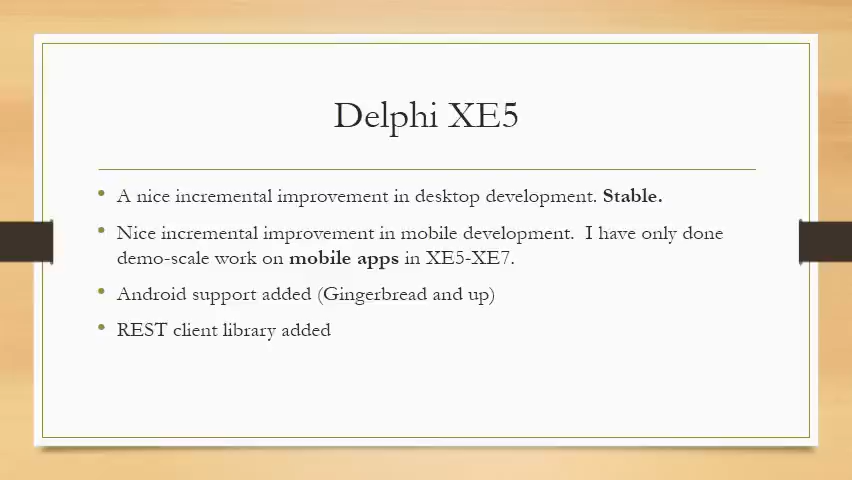 Delphi XE5
• A nice incremental improvement in desktop development. Stable.
• Nice incremental improvement in mobile development.  I have only done
demo-scale work on mobile apps in XE5-XE7.
• Android support added (Gingerbread and up)
• REST client library added